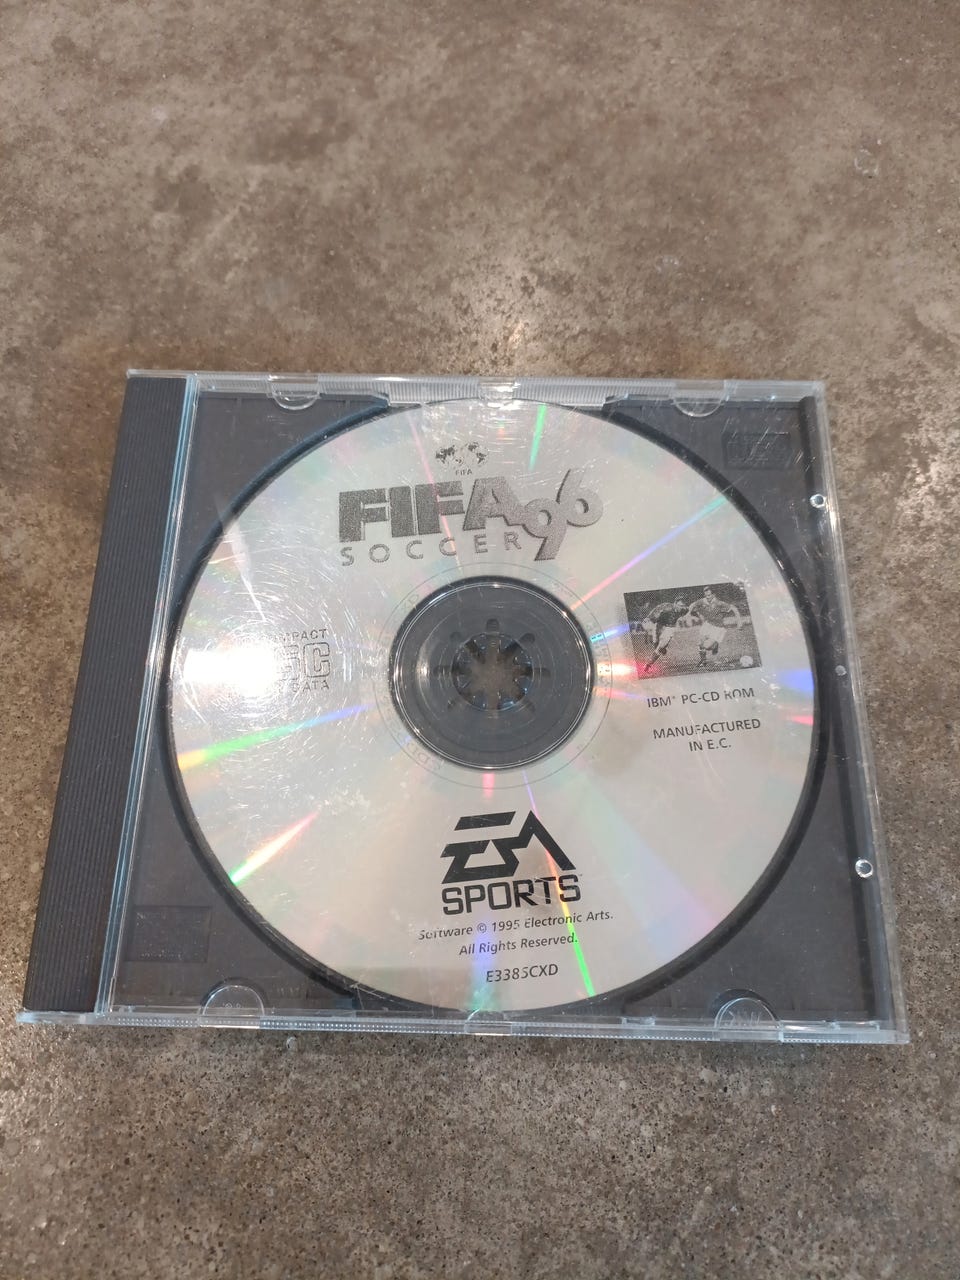 FIFA
FIFA 96
SOCCER
COMPACT
DISC
DATA
IBM® PC-CD ROM
MANUFACTURED
IN E.C.
EA
SPORTS™
Software © 1995 Electronic Arts.
All Rights Reserved.
E3385CXD